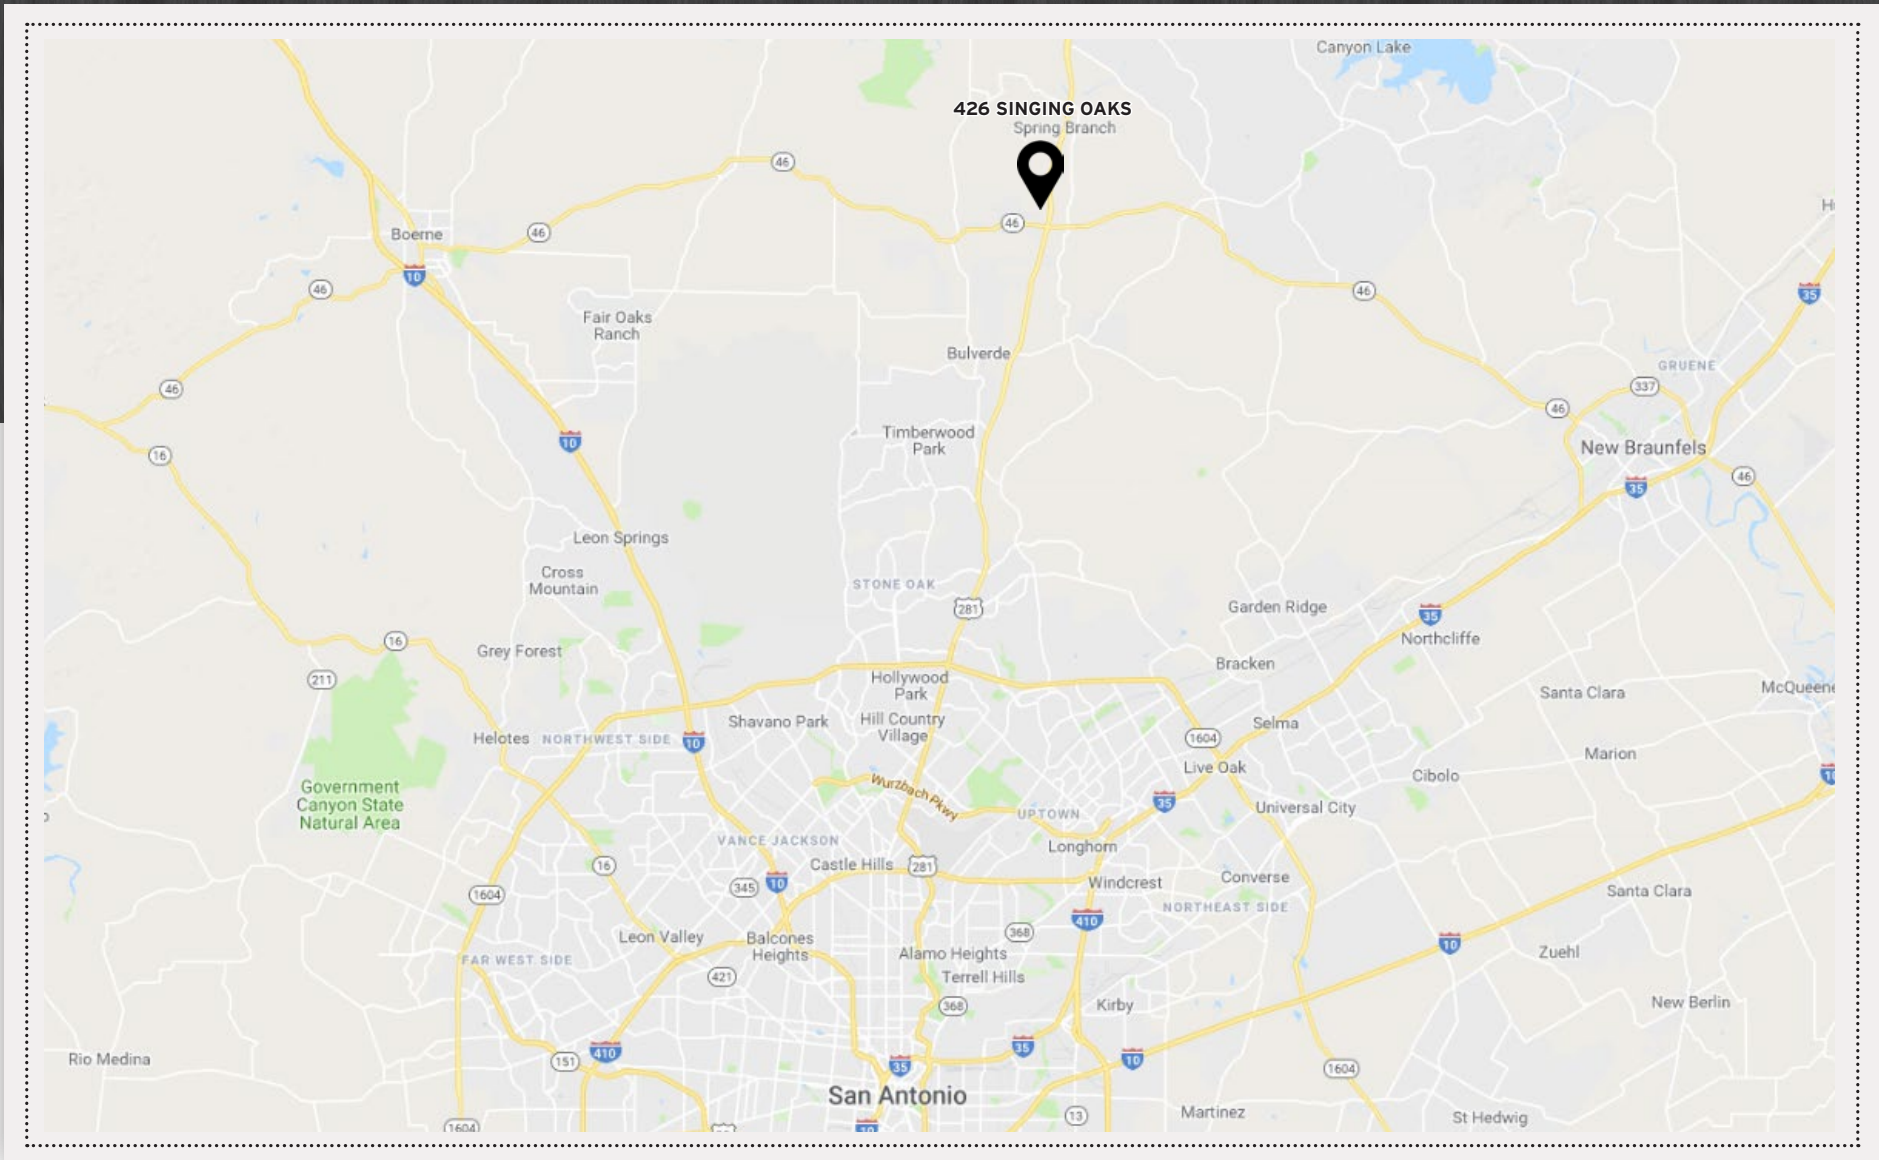 Canyon Lake
426 SINGING OAKS
Spring Branch
46
46
46
46
Boerne
10
46
46
35
Fair Oaks
Ranch
Bulverde
GRUENE
337
46
46
Timberwood
Park
10
New Braunfels
16
46
35
Leon Springs
Cross
Mountain
STONE OAK
281
Garden Ridge
35
Northcliffe
16
Grey Forest
Bracken
211
Hollywood
Park
Santa Clara
McQueene
Shavano Park
Hill Country
Village
Selma
Helotes
NORTHWEST SIDE
10
1604
Marion
Live Oak
Cibolo
10
Government
Canyon State
Natural Area
Wurzbach Pkwy
35
UPTOWN
Universal City
VANCE JACKSON
Longhorn
16
Castle Hills
281
345
10
Windcrest
Converse
1604
Santa Clara
NORTHEAST SIDE
410
368
Leon Valley
Balcones
Heights
10
Alamo Heights
Zuehl
FAR WEST SIDE
421
Terrell Hills
368
Kirby
New Berlin
35
410
151
35
10
Rio Medina
1604
San Antonio
13
Martinez
St Hedwig
1604
10